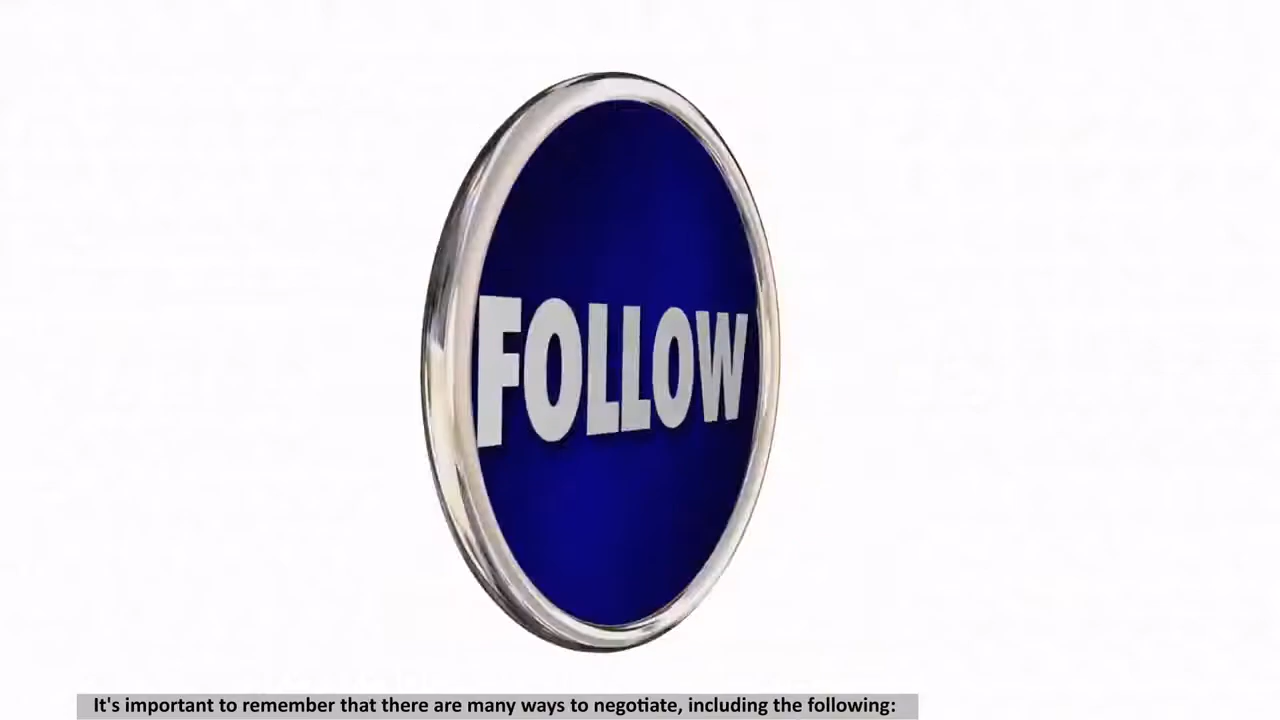 FOLLOW
It's important to remember that there are many ways to negotiate, including the following: